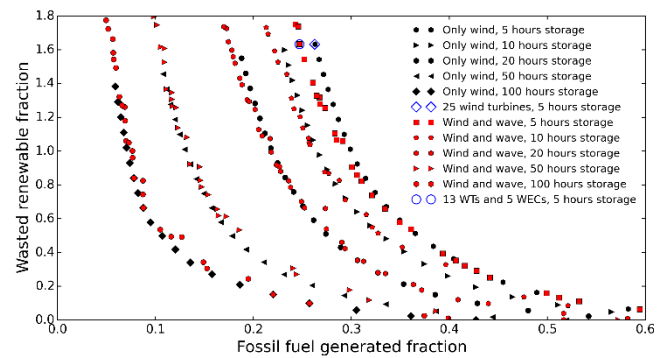 Wasted renewable fraction
1.8
1.6
1.4
1.2
1.0
0.8
0.6
0.4
0.2
0.0
Only wind, 5 hours storage
Only wind, 10 hours storage
Only wind, 20 hours storage
Only wind, 50 hours storage
Only wind, 100 hours storage
25 wind turbines, 5 hours storage
Wind and wave, 5 hours storage
Wind and wave, 10 hours storage
Wind and wave, 20 hours storage
Wind and wave, 50 hours storage
Wind and wave, 100 hours storage
13 WTs and 5 WECs, 5 hours storage
0.0 0.1 0.2 0.3 0.4 0.5 0.6
Fossil fuel generated fraction